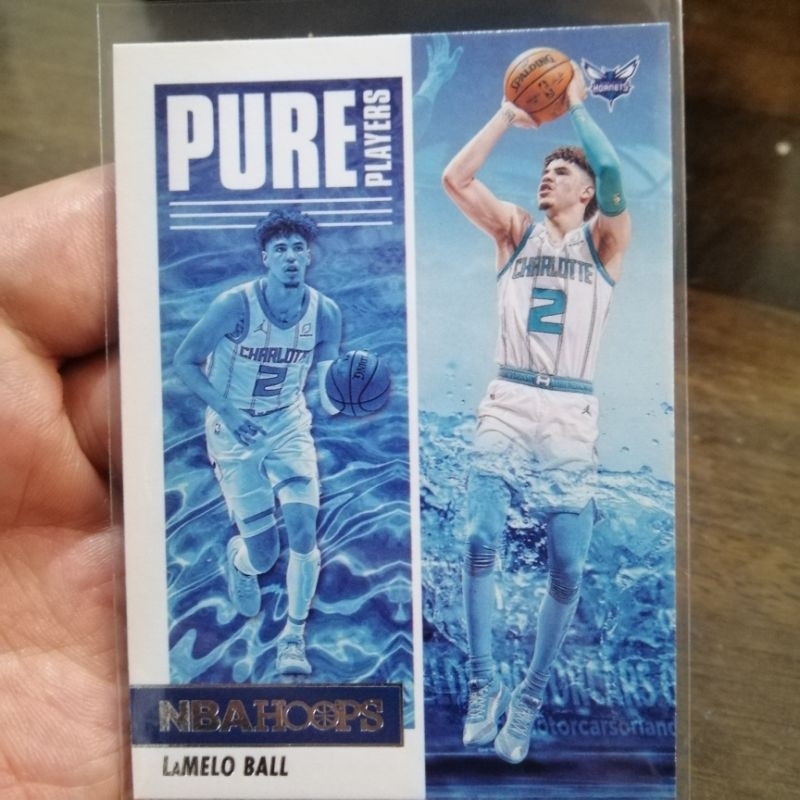 PURE
PLAYERS
HORNETS
SPALDING
CHARLOTTE
2
CHARLOTTE
2
NBA HOOPS
LAMELO BALL